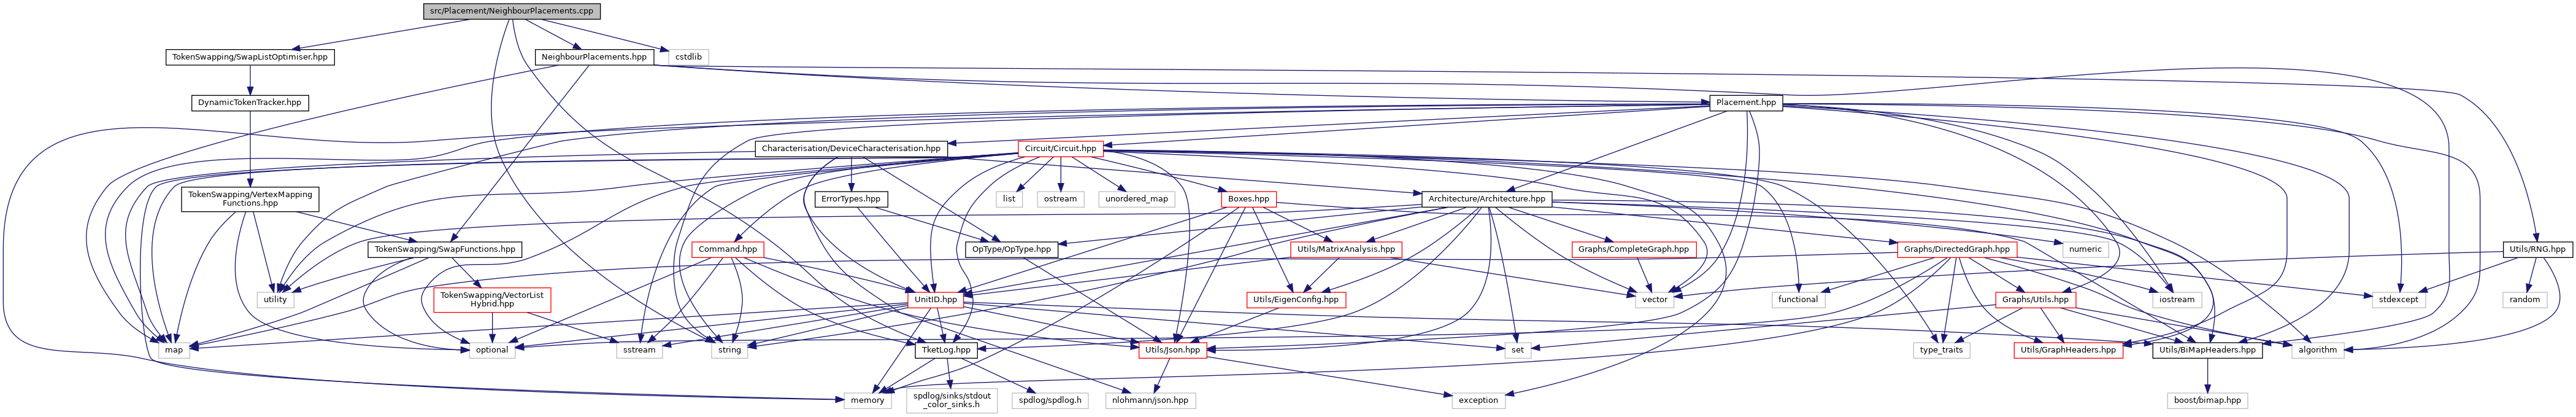 src/Placement/NeighbourPlacements.cpp
TokenSwapping/SwapListOptimiser.hpp
NeighbourPlacements.hpp
cstdlib
DynamicTokenTracker.hpp
Placement.hpp
Characterisation/DeviceCharacterisation.hpp
Circuit/Circuit.hpp
TokenSwapping/VertexMapping
Functions.hpp
ErrorTypes.hpp
list
ostream
unordered_map
Boxes.hpp
Architecture/Architecture.hpp
TokenSwapping/SwapFunctions.hpp
Command.hpp
OpType/OpType.hpp
Utils/MatrixAnalysis.hpp
Graphs/CompleteGraph.hpp
Graphs/DirectedGraph.hpp
numeric
Utils/RNG.hpp
utility
TokenSwapping/VectorList
Hybrid.hpp
UnitID.hpp
Utils/EigenConfig.hpp
vector
functional
Graphs/Utils.hpp
iostream
stdexcept
random
map
optional
sstream
string
TketLog.hpp
Utils/Json.hpp
set
type_traits
Utils/GraphHeaders.hpp
Utils/BiMapHeaders.hpp
algorithm
memory
spdlog/sinks/stdout
_color_sinks.h
spdlog/spdlog.h
nlohmann/json.hpp
exception
boost/bimap.hpp